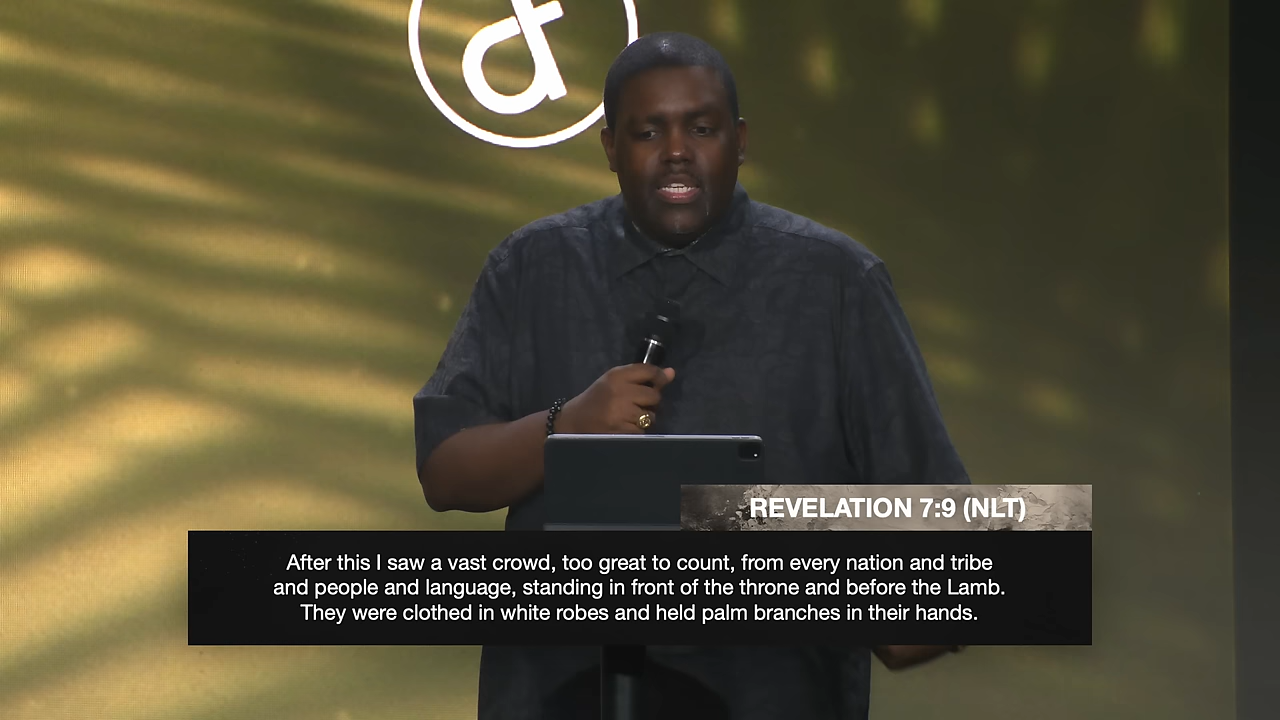 REVELATION 7:9 (NLT)
After this I saw a vast crowd, too great to count, from every nation and tribe
and people and language, standing in front of the throne and before the Lamb.
They were clothed in white robes and held palm branches in their hands.